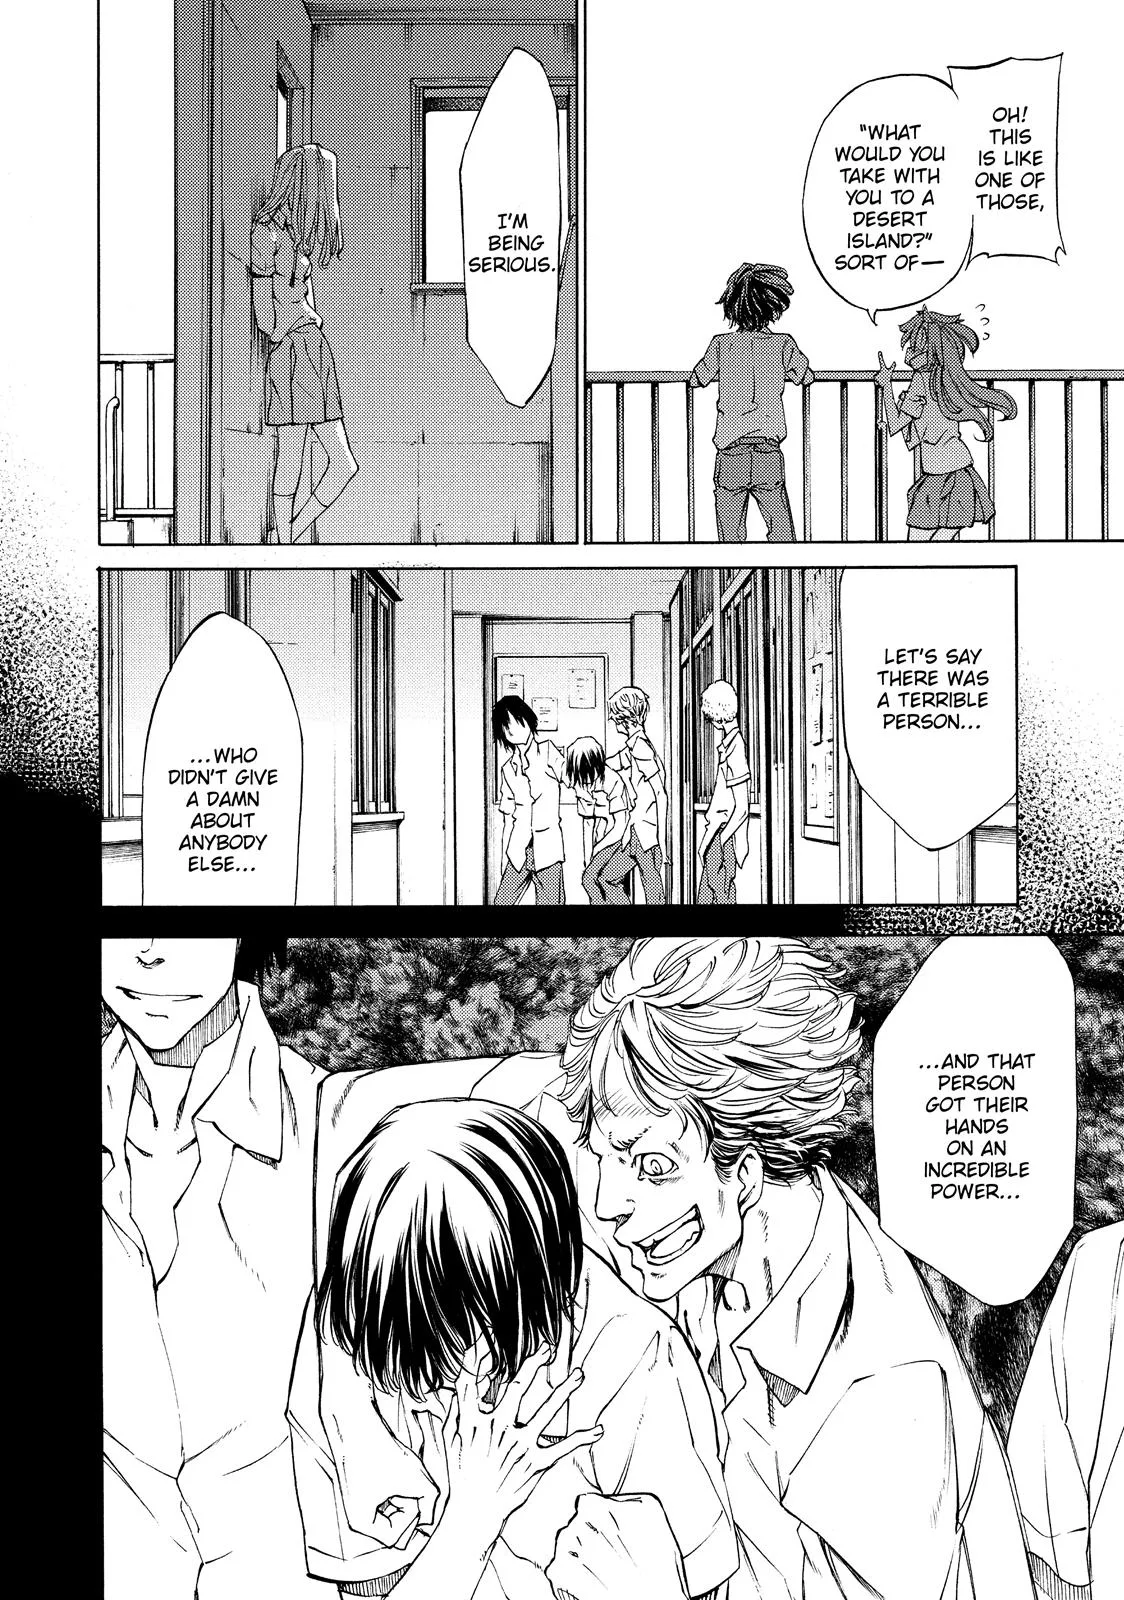 OH!
THIS
IS LIKE
ONE OF
THOSE,
"WHAT
WOULD YOU
TAKE WITH
YOU TO A
DESERT
ISLAND?"
SORT OF—
I'M
BEING
SERIOUS.
LET'S SAY
THERE WAS
A TERRIBLE
PERSON...
...WHO
DIDN'T GIVE
A DAMN
ABOUT
ANYBODY
ELSE...
...AND THAT
PERSON
GOT THEIR
HANDS
ON AN
INCREDIBLE
POWER...